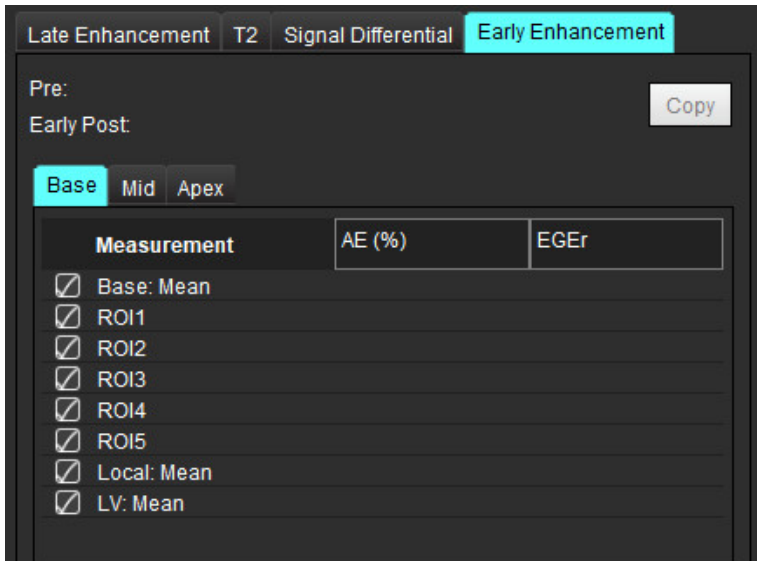 Late Enhancement T2 Signal Differential Early Enhancement
Pre:
Copy
Early Post:
Base Mid Apex
Measurement AE (%) EGEr
Base: Mean
ROI1
ROI2
ROI3
ROI4
ROI5
Local: Mean
LV: Mean